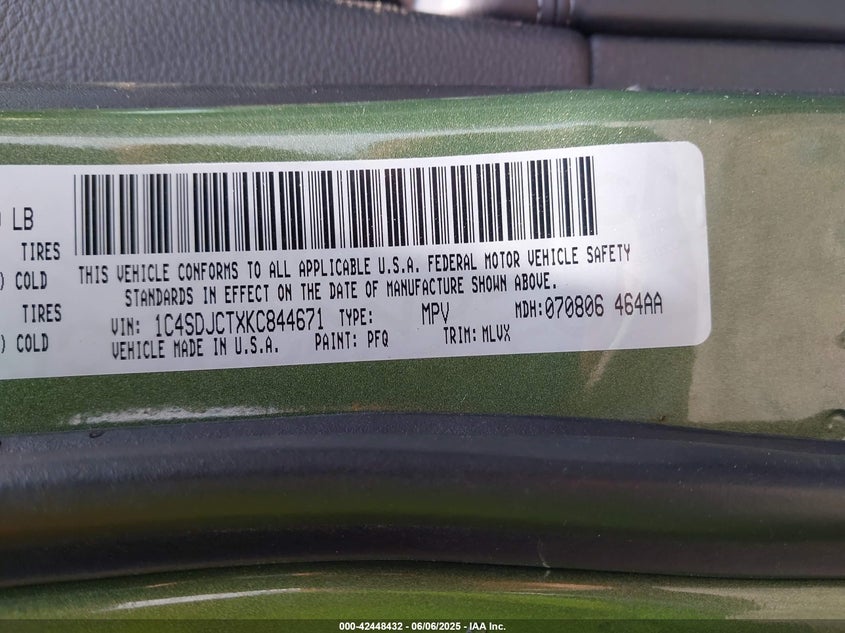 LB
TIRES
) COLD
TIRES
) COLD
THIS VEHICLE CONFORMS TO ALL APPLICABLE U.S.A. FEDERAL MOTOR VEHICLE SAFETY
STANDARDS IN EFFECT ON THE DATE OF MANUFACTURE SHOWN ABOVE.
VIN: 1C4SDJCTXKC844671 TYPE: MPV MDH:070806 464AA
VEHICLE MADE IN U.S.A. PAINT: PFQ TRIM: MLVX
000-42448432 - 06/06/2025 - IAA Inc.